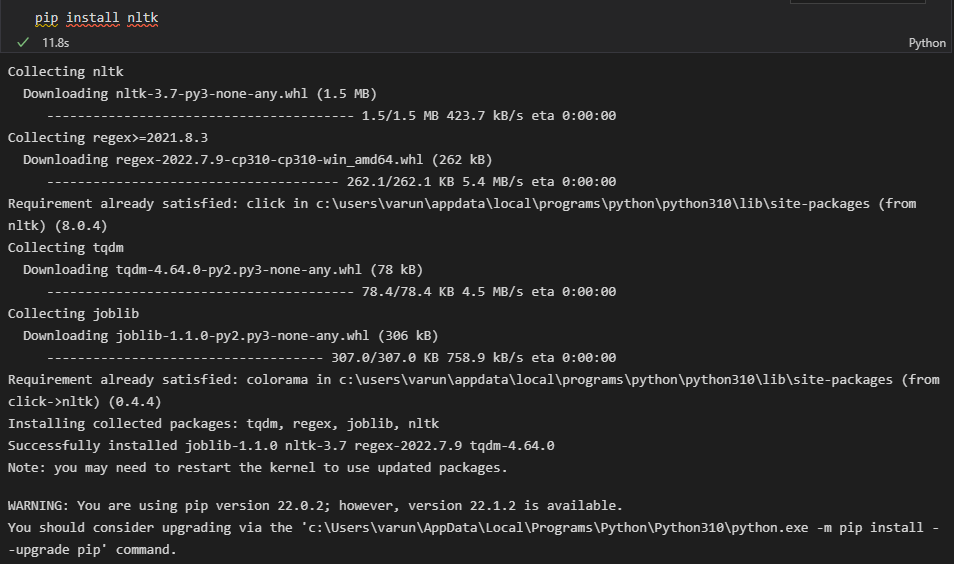 pip install nltk
11.8s
Python
Collecting nltk
  Downloading nltk-3.7-py3-none-any.whl (1.5 MB)
     ---------------------------------------- 1.5/1.5 MB 423.7 kB/s eta 0:00:00
Collecting regex>=2021.8.3
  Downloading regex-2022.7.9-cp310-cp310-win_amd64.whl (262 kB)
     -------------------------------------- 262.1/262.1 KB 5.4 MB/s eta 0:00:00
Requirement already satisfied: click in c:\users\varun\appdata\local\programs\python\python310\lib\site-packages (from
nltk) (8.0.4)
Collecting tqdm
  Downloading tqdm-4.64.0-py2.py3-none-any.whl (78 kB)
     ---------------------------------------- 78.4/78.4 KB 4.5 MB/s eta 0:00:00
Collecting joblib
  Downloading joblib-1.1.0-py2.py3-none-any.whl (306 kB)
     ------------------------------------ 307.0/307.0 KB 758.9 kB/s eta 0:00:00
Requirement already satisfied: colorama in c:\users\varun\appdata\local\programs\python\python310\lib\site-packages (from
click->nltk) (0.4.4)
Installing collected packages: tqdm, regex, joblib, nltk
Successfully installed joblib-1.1.0 nltk-3.7 regex-2022.7.9 tqdm-4.64.0
Note: you may need to restart the kernel to use updated packages.
WARNING: You are using pip version 22.0.2; however, version 22.1.2 is available.
You should consider upgrading via the 'c:\Users\varun\AppData\Local\Programs\Python\Python310\python.exe -m pip install -
-upgrade pip' command.